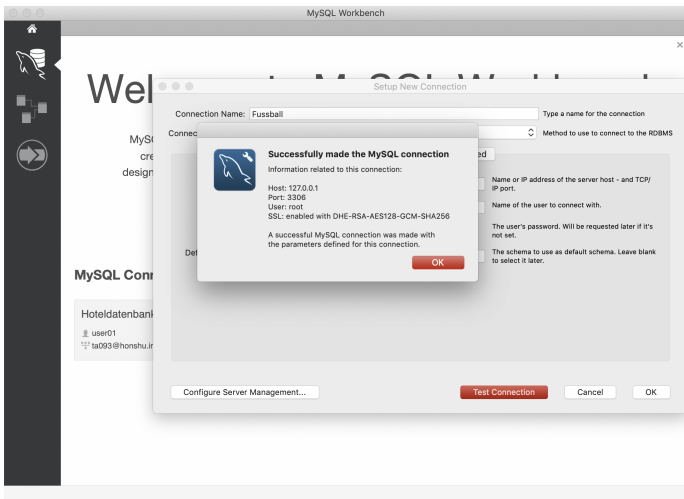 MySQL Workbench
Setup New Connection
Connection Name: Fussball
Type a name for the connection
Method to use to connect to the RDBMS
Successfully made the MySQL connection
Information related to this connection:
Host: 127.0.0.1
Port: 3306
User: root
SSL: enabled with DHE-RSA-AES128-GCM-SHA256
A successful MySQL connection was made with
the parameters defined for this connection.
OK
Name or IP address of the server host - and TCP/
IP port.
Name of the user to connect with.
The user's password. Will be requested later if it's
not set.
The schema to use as default schema. Leave blank
to select it later.
MySQL Conn
Hoteldatenbank
user01
ta093@honshu.in
Configure Server Management...
Test Connection
Cancel
OK